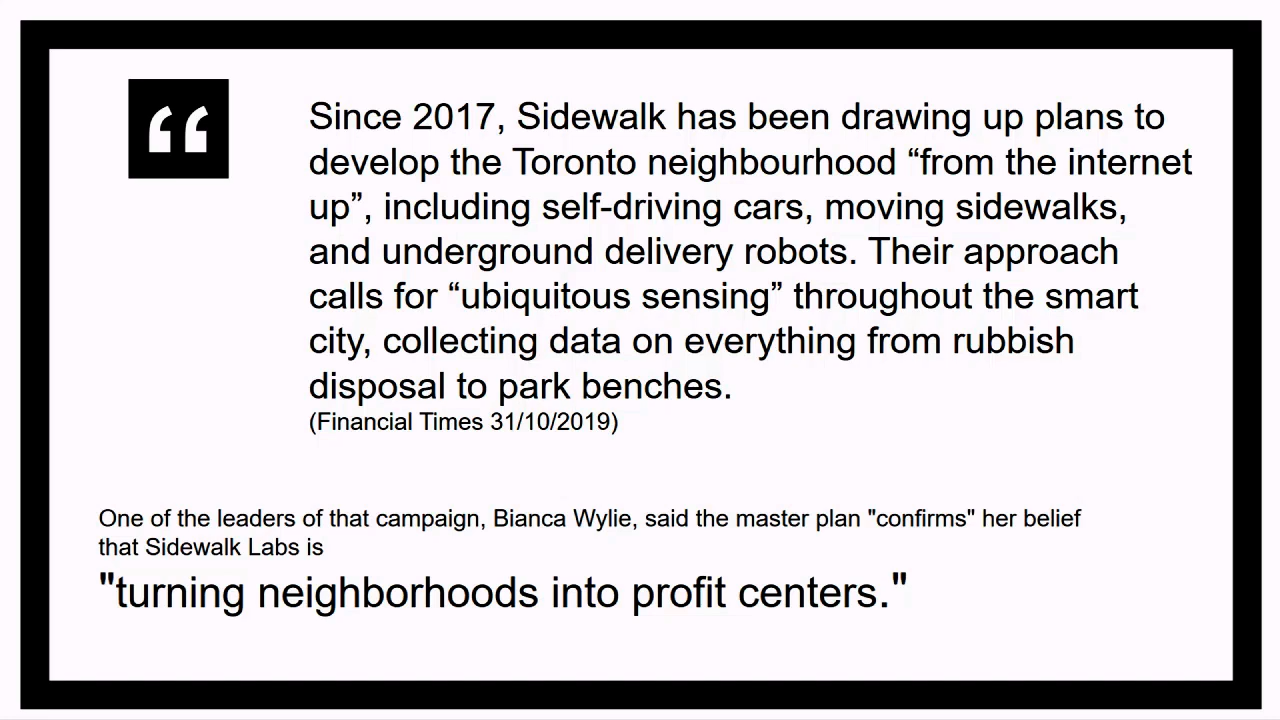 “
Since 2017, Sidewalk has been drawing up plans to
develop the Toronto neighbourhood “from the internet
up”, including self-driving cars, moving sidewalks,
and underground delivery robots. Their approach
calls for “ubiquitous sensing” throughout the smart
city, collecting data on everything from rubbish
disposal to park benches.
(Financial Times 31/10/2019)
One of the leaders of that campaign, Bianca Wylie, said the master plan "confirms" her belief
that Sidewalk Labs is
"turning neighborhoods into profit centers."